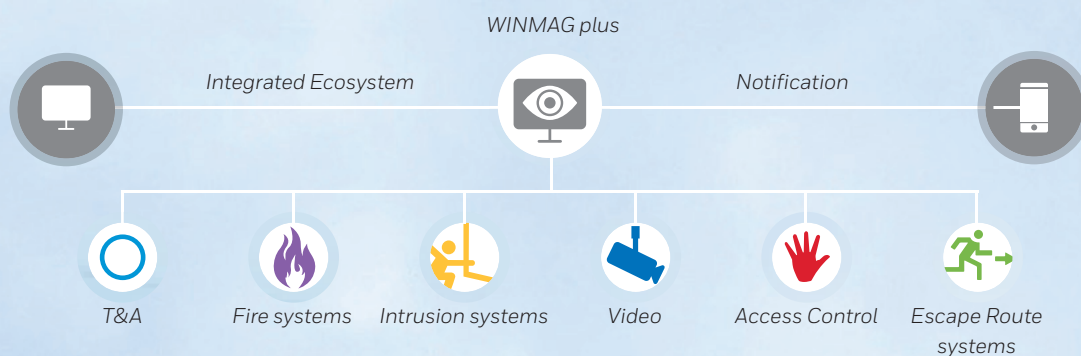 WINMAG plus
Integrated Ecosystem
Notification
T&A
Fire systems
Intrusion systems
Video
Access Control
Escape Route
systems